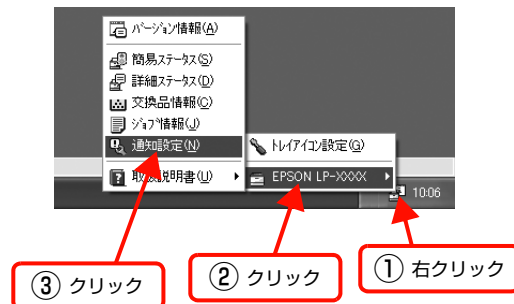 バージョン情報(A)
簡易ステータス(S)
詳細ステータス(D)
交換品情報(C)
ジョブ情報(J)
通知設定(N)
取扱説明書(U)
トレイアイコン設定(G)
EPSON LP-XXXX
10:06
③ クリック
② クリック
① 右クリック